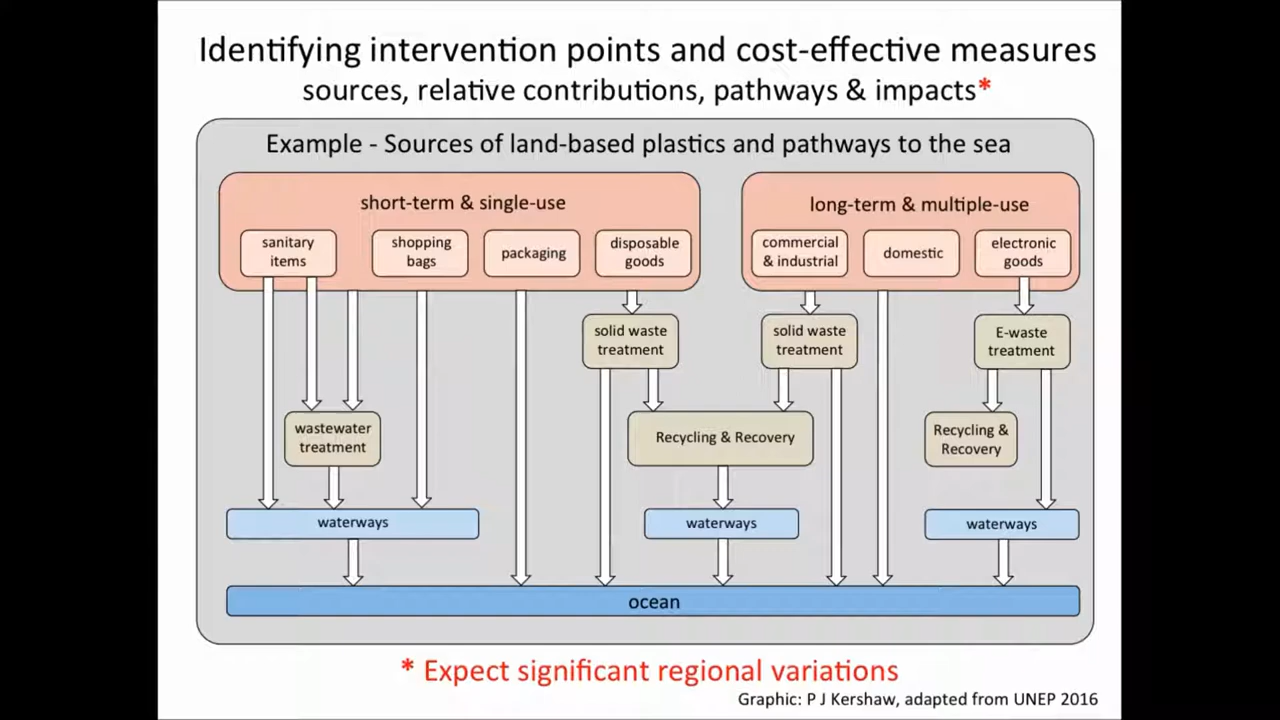 Identifying intervention points and cost-effective measures
sources, relative contributions, pathways & impacts*
Example - Sources of land-based plastics and pathways to the sea
short-term & single-use
sanitary
items
shopping
bags
packaging
disposable
goods
long-term & multiple-use
commercial
& industrial
domestic
electronic
goods
solid waste
treatment
solid waste
treatment
E-waste
treatment
wastewater
treatment
Recycling & Recovery
Recycling &
Recovery
waterways
waterways
waterways
ocean
* Expect significant regional variations
Graphic: P J Kershaw, adapted from UNEP 2016